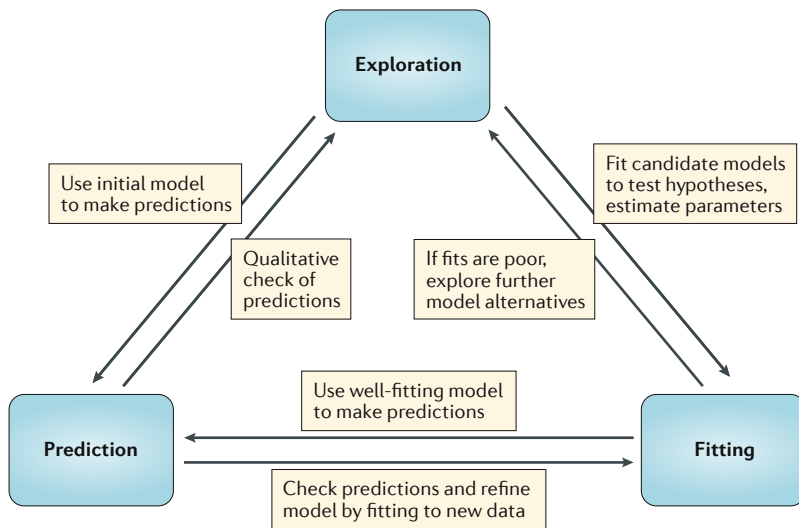 Exploration
Use initial model
to make predictions
Fit candidate models
to test hypotheses,
estimate parameters
Qualitative
check of
predictions
If fits are poor,
explore further
model alternatives
Use well-fitting model
to make predictions
Prediction
Fitting
Check predictions and refine
model by fitting to new data